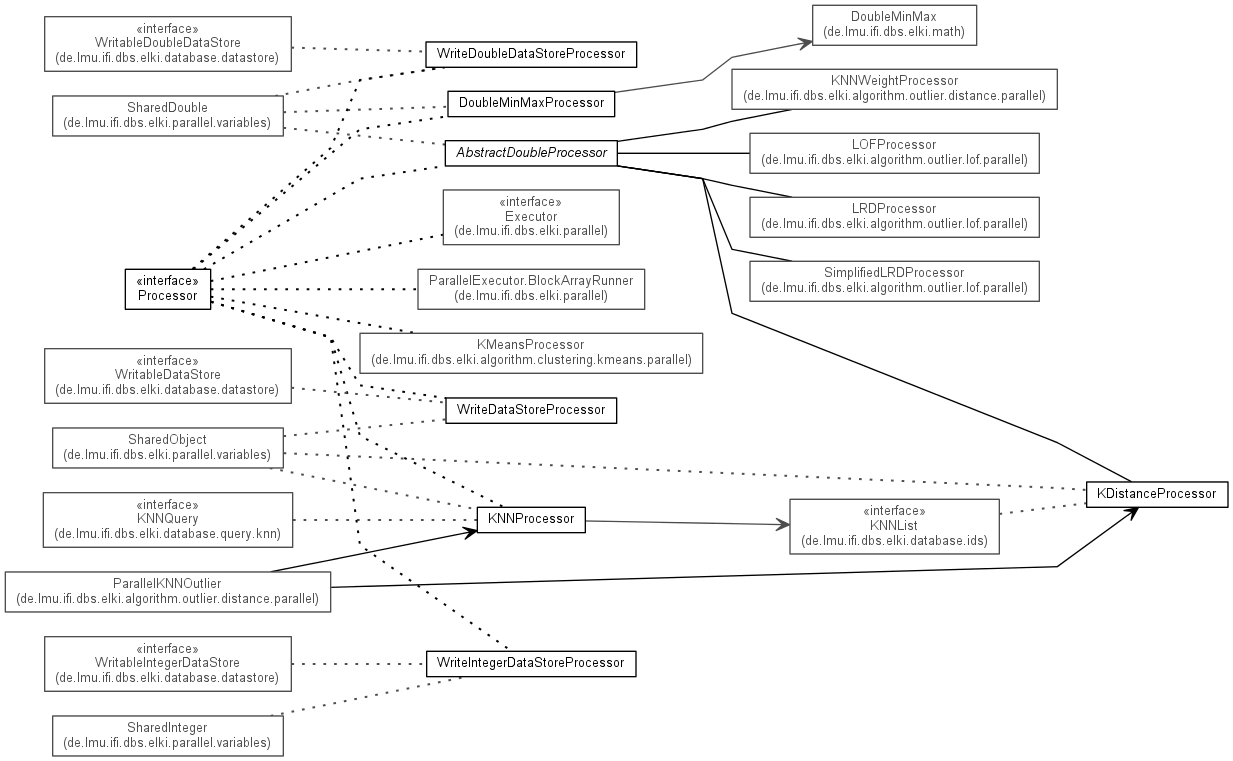 «interface»
WritableDoubleDataStore
(de.lmu.ifi.dbs.elki.database.datastore)
SharedDouble
(de.lmu.ifi.dbs.elki.parallel.variables)
«interface»
Processor
«interface»
WritableDataStore
(de.lmu.ifi.dbs.elki.database.datastore)
SharedObject
(de.lmu.ifi.dbs.elki.parallel.variables)
«interface»
KNNQuery
(de.lmu.ifi.dbs.elki.database.query.knn)
ParallelKNNOutlier
(de.lmu.ifi.dbs.elki.algorithm.outlier.distance.parallel)
«interface»
WritableIntegerDataStore
(de.lmu.ifi.dbs.elki.database.datastore)
SharedInteger
(de.lmu.ifi.dbs.elki.parallel.variables)
WriteDoubleDataStoreProcessor
DoubleMinMaxProcessor
AbstractDoubleProcessor
«interface»
Executor
(de.lmu.ifi.dbs.elki.parallel)
ParallelExecutor.BlockArrayRunner
(de.lmu.ifi.dbs.elki.parallel)
KMeansProcessor
(de.lmu.ifi.dbs.elki.algorithm.clustering.kmeans.parallel)
WriteDataStoreProcessor
KNNProcessor
WriteIntegerDataStoreProcessor
DoubleMinMax
(de.lmu.ifi.dbs.elki.math)
KNNWeightProcessor
(de.lmu.ifi.dbs.elki.algorithm.outlier.distance.parallel)
LOFProcessor
(de.lmu.ifi.dbs.elki.algorithm.outlier.lof.parallel)
LRDProcessor
(de.lmu.ifi.dbs.elki.algorithm.outlier.lof.parallel)
SimplifiedLRDProcessor
(de.lmu.ifi.dbs.elki.algorithm.outlier.lof.parallel)
«interface»
KNNList
(de.lmu.ifi.dbs.elki.database.ids)
KDistanceProcessor